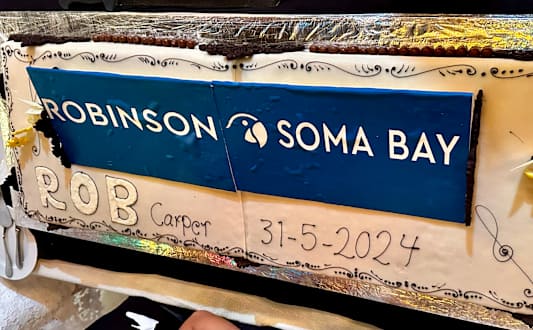 ROBINSON SOMA BAY
ROB Carper 31-5-2024